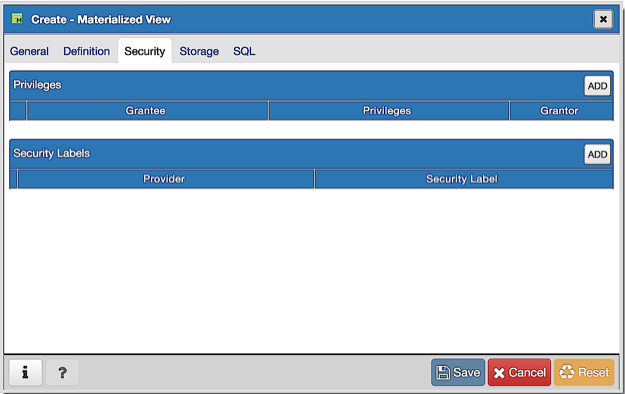 Create - Materialized View
General Definition Security Storage SQL
Privileges ADD
Grantee Privileges Grantor
Security Labels ADD
Provider Security Label
i ? Save Cancel Reset